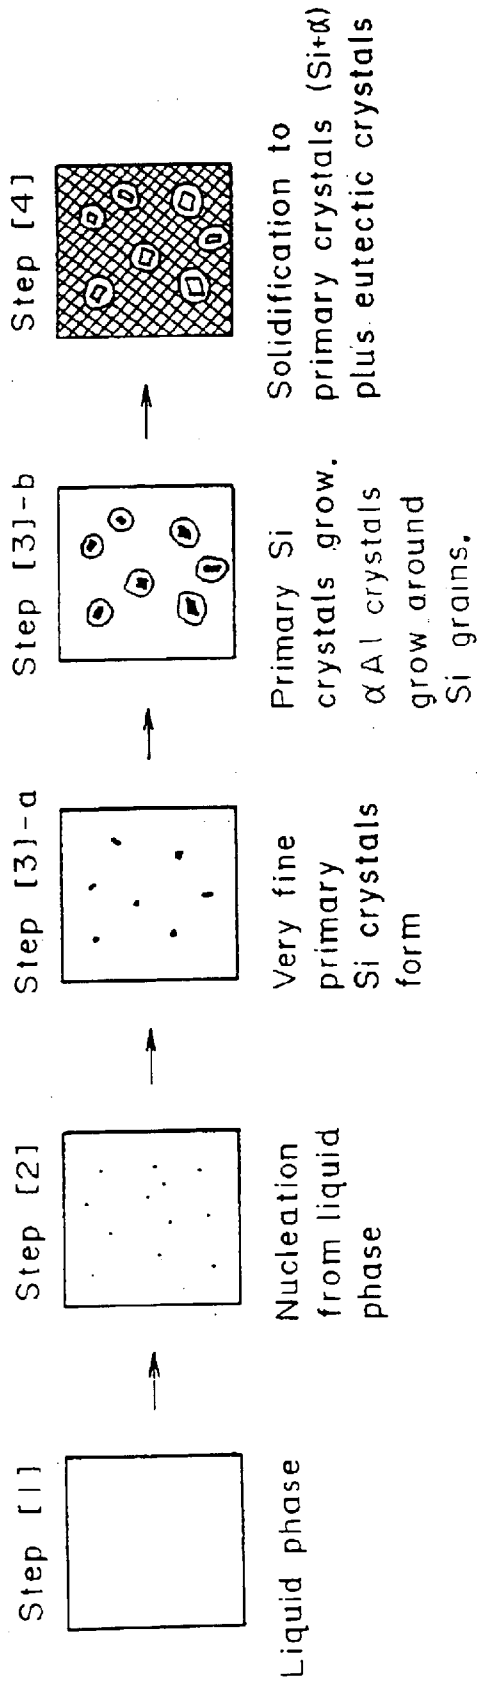 Step [1]
Liquid phase
Step [2]
Nucleation
from liquid
phase
Step [3]-a
Very fine
primary
Si crystals
form
Step [3]-b
Primary Si
crystals grow.
αAl crystals
grow around
Si grains.
Step [4]
Solidification to
primary crystals (Si+α)
plus eutectic crystals